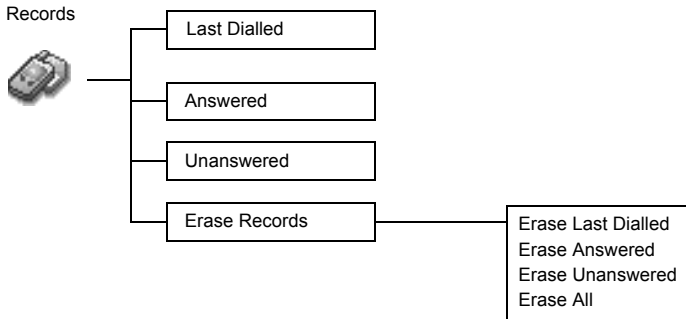 Records
Last Dialled
Answered
Unanswered
Erase Records
Erase Last Dialled
Erase Answered
Erase Unanswered
Erase All